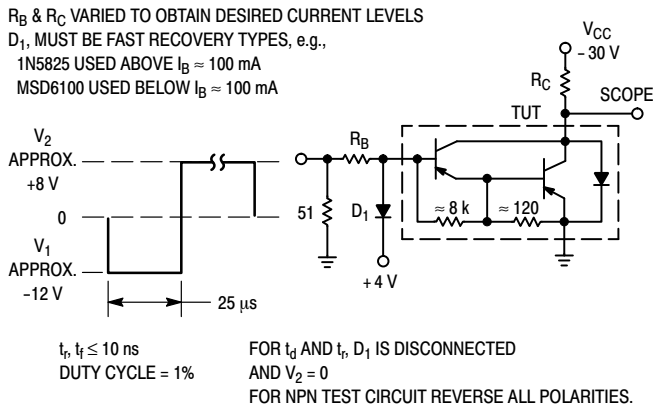 R_B & R_C VARIED TO OBTAIN DESIRED CURRENT LEVELS
D_1, MUST BE FAST RECOVERY TYPES, e.g.,
1N5825 USED ABOVE I_B ≈ 100 mA
MSD6100 USED BELOW I_B ≈ 100 mA
V_CC
– 30 V
R_C
SCOPE
TUT
V_2
APPROX.
+8 V
0
V_1
APPROX.
–12 V
25 μs
R_B
51
D_1
+ 4 V
≈ 8 k
≈ 120
t_r, t_f ≤ 10 ns
DUTY CYCLE = 1%
FOR t_d AND t_r, D_1 IS DISCONNECTED
AND V_2 = 0
FOR NPN TEST CIRCUIT REVERSE ALL POLARITIES.